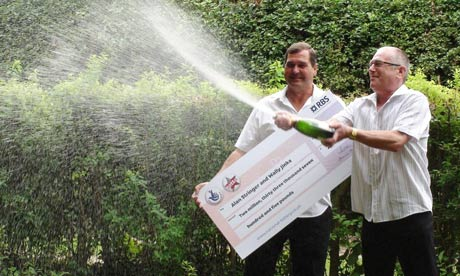 RBS
Alan Stringer and Wally Jinks
Two million, thirty three thousand seven
hundred and five pounds